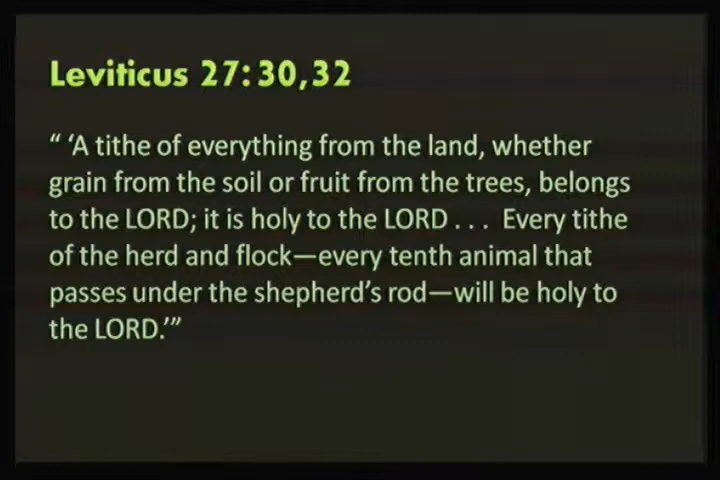 Leviticus 27:30,32
“ ‘A tithe of everything from the land, whether
grain from the soil or fruit from the trees, belongs
to the LORD; it is holy to the LORD . . .  Every tithe
of the herd and flock—every tenth animal that
passes under the shepherd’s rod—will be holy to
the LORD.’”